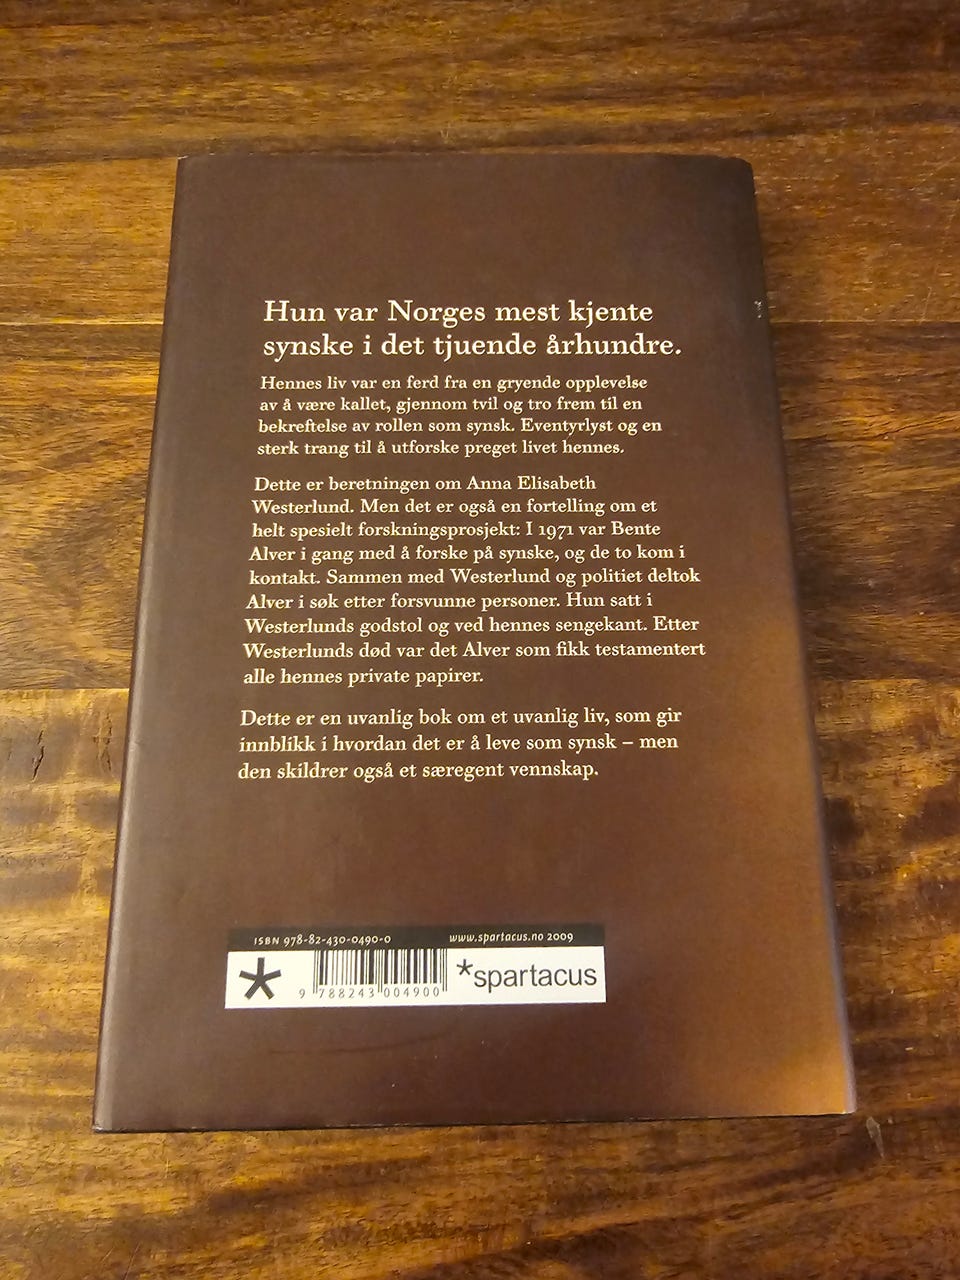 Hun var Norges mest kjente
synske i det tjuende århundre.
Hennes liv var en ferd fra en gryende opplevelse
av å være kallet, gjennom tvil og tro frem til en
bekreftelse av rollen som synsk. Eventyrlyst og en
sterk trang til å utforske preget livet hennes.
Dette er beretningen om Anna Elisabeth
Westerlund. Men det er også en fortelling om et
helt spesielt forskningsprosjekt: I 1971 var Bente
Alver i gang med å forske på synske, og de to kom i
kontakt. Sammen med Westerlund og politiet deltok
Alver i søk etter forsvunne personer. Hun satt i
Westerlunds godstol og ved hennes sengekant. Etter
Westerlunds død var det Alver som fikk testamentert
alle hennes private papirer.
Dette er en uvanlig bok om et uvanlig liv, som gir
innblikk i hvordan det er å leve som synsk – men
den skildrer også et særegent vennskap.
ISBN 978-82-430-0490-0 www.spartacus.no 2009
*spartacus
9 788243 004900